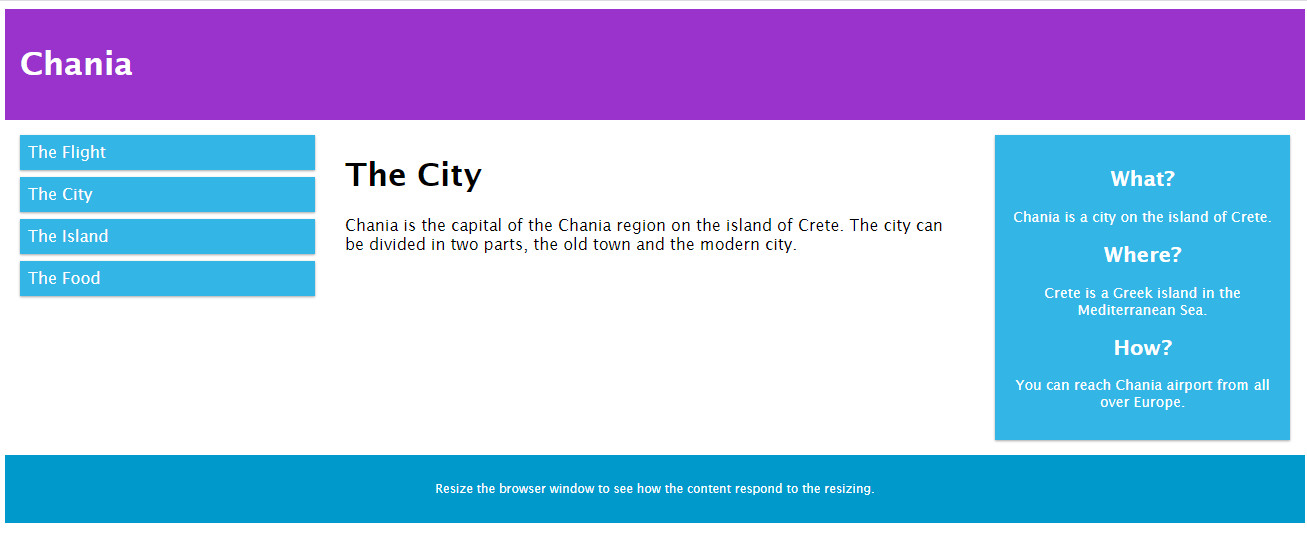 Chania
The Flight
The City
The Island
The Food
The City
Chania is the capital of the Chania region on the island of Crete. The city can
be divided in two parts, the old town and the modern city.
What?
Chania is a city on the island of Crete.
Where?
Crete is a Greek island in the
Mediterranean Sea.
How?
You can reach Chania airport from all
over Europe.
Resize the browser window to see how the content respond to the resizing.